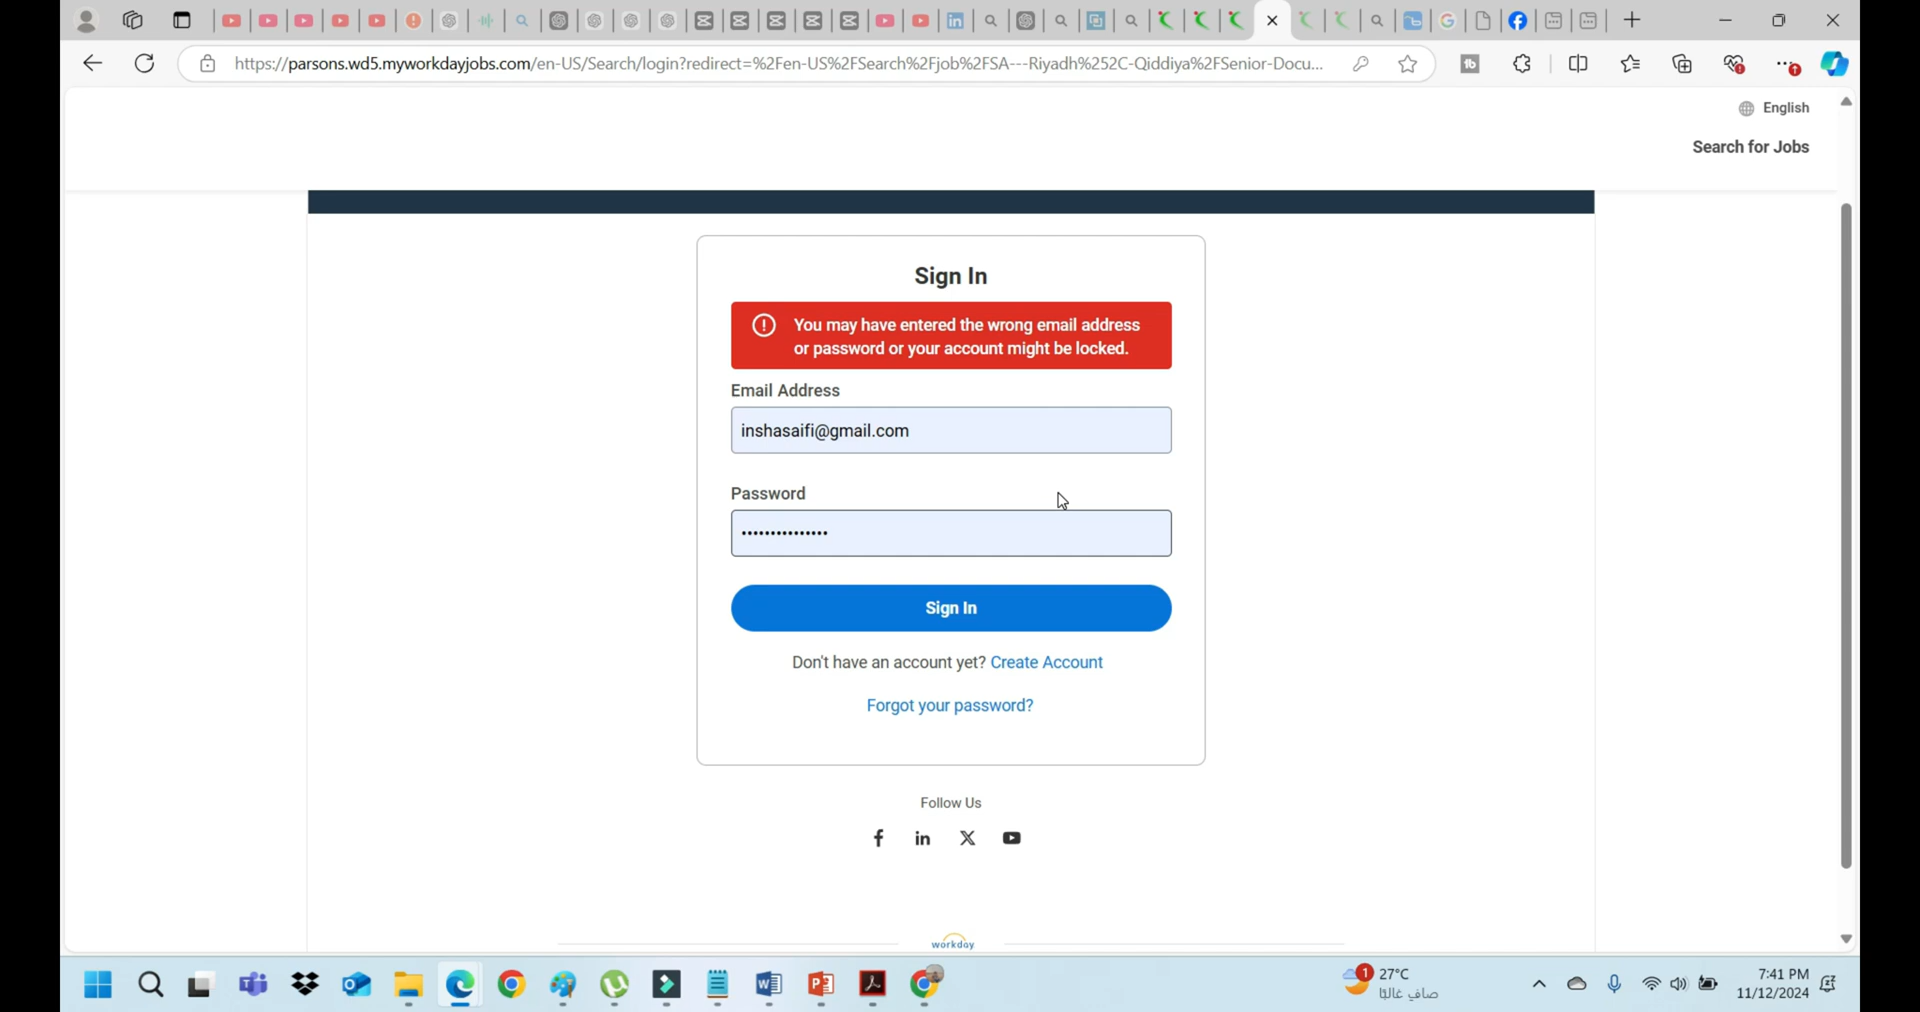 https://parsons.wd5.myworkdayjobs.com/en-US/Search/login?redirect=%2Fen-US%2FSearch%2Fjob%2FSA---Riyadh%252C-Qiddiya%2FSenior-Docu...
English
Search for Jobs
Sign In
You may have entered the wrong email address
or password or your account might be locked.
Email Address
inshasaifi@gmail.com
Password
Sign In
Don't have an account yet? Create Account
Forgot your password?
Follow Us
workday
1
27°C
صافي غالبًا
7:41 PM
11/12/2024